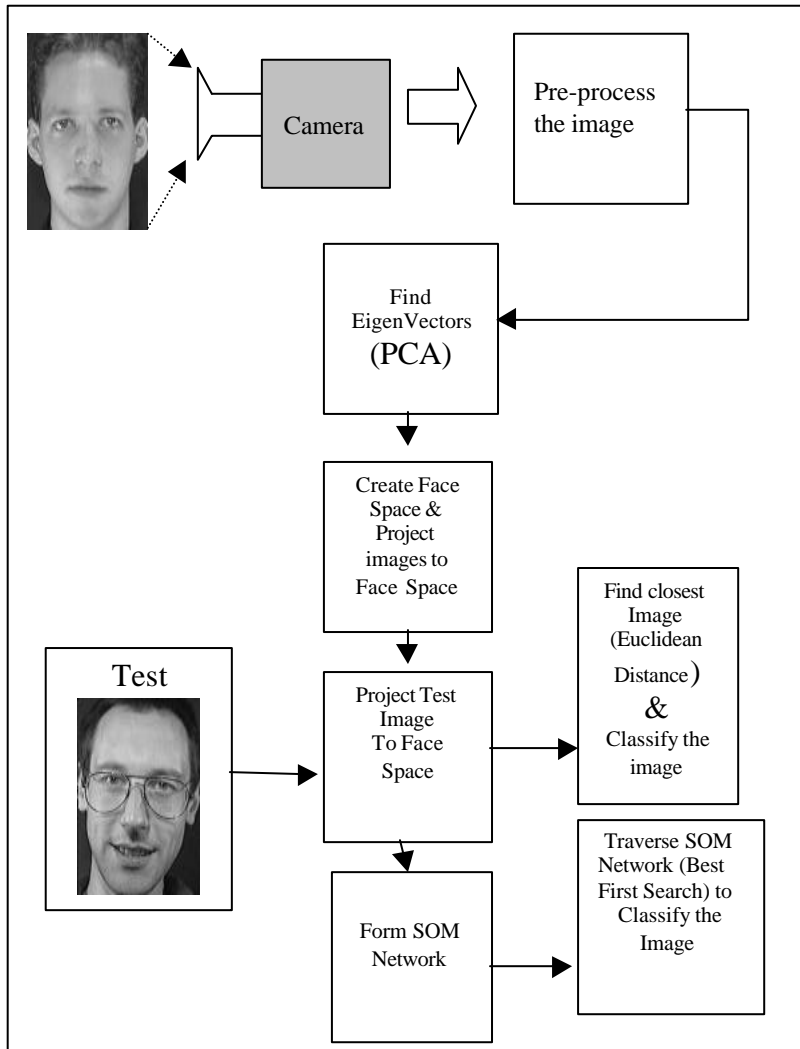 Camera
Pre-process
the image
Find
EigenVectors
(PCA)
Create Face
Space &
Project
images to
Face Space
Test
Project Test
Image
To Face
Space
Find closest
Image
(Euclidean
Distance)
&
Classify the
image
Form SOM
Network
Traverse SOM
Network (Best
First Search) to
Classify the
Image